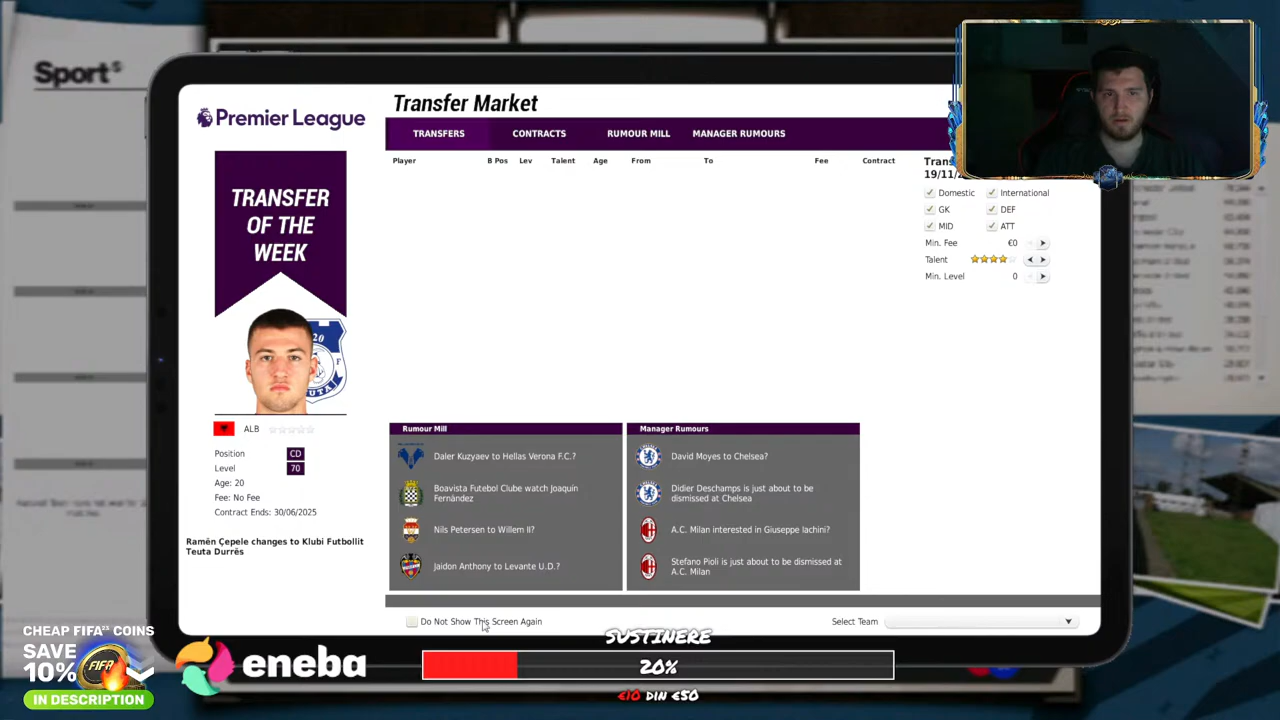 Sport
Premier League
TRANSFER
OF THE
WEEK
ALB
Position CD
Level 70
Age: 20
Fee: No Fee
Contract Ends: 30/06/2025
Ramën Çepele changes to Klubi Futbollit
Teuta Durrës
Transfer Market
TRANSFERS CONTRACTS RUMOUR MILL MANAGER RUMOURS
Player B Pos Lev Talent Age From To Fee Contract
Domestic International
GK DEF
MID ATT
Min. Fee €0
Talent
Min. Level 0
Rumour Mill
Daler Kuzyaev to Hellas Verona F.C.?
Boavista Futebol Clube watch Joaquín
Fernández
Nils Petersen to Willem II?
Jaidon Anthony to Levante U.D.?
Manager Rumours
David Moyes to Chelsea?
Didier Deschamps is just about to be
dismissed at Chelsea
A.C. Milan interested in Giuseppe Iachini?
Stefano Pioli is just about to be dismissed at
A.C. Milan
Do Not Show This Screen Again
Select Team
CHEAP FIFA²³ COINS
SAVE
10%
FIFA
IN DESCRIPTION
eneba
SUSTINERE
20%
€10 DIN €50